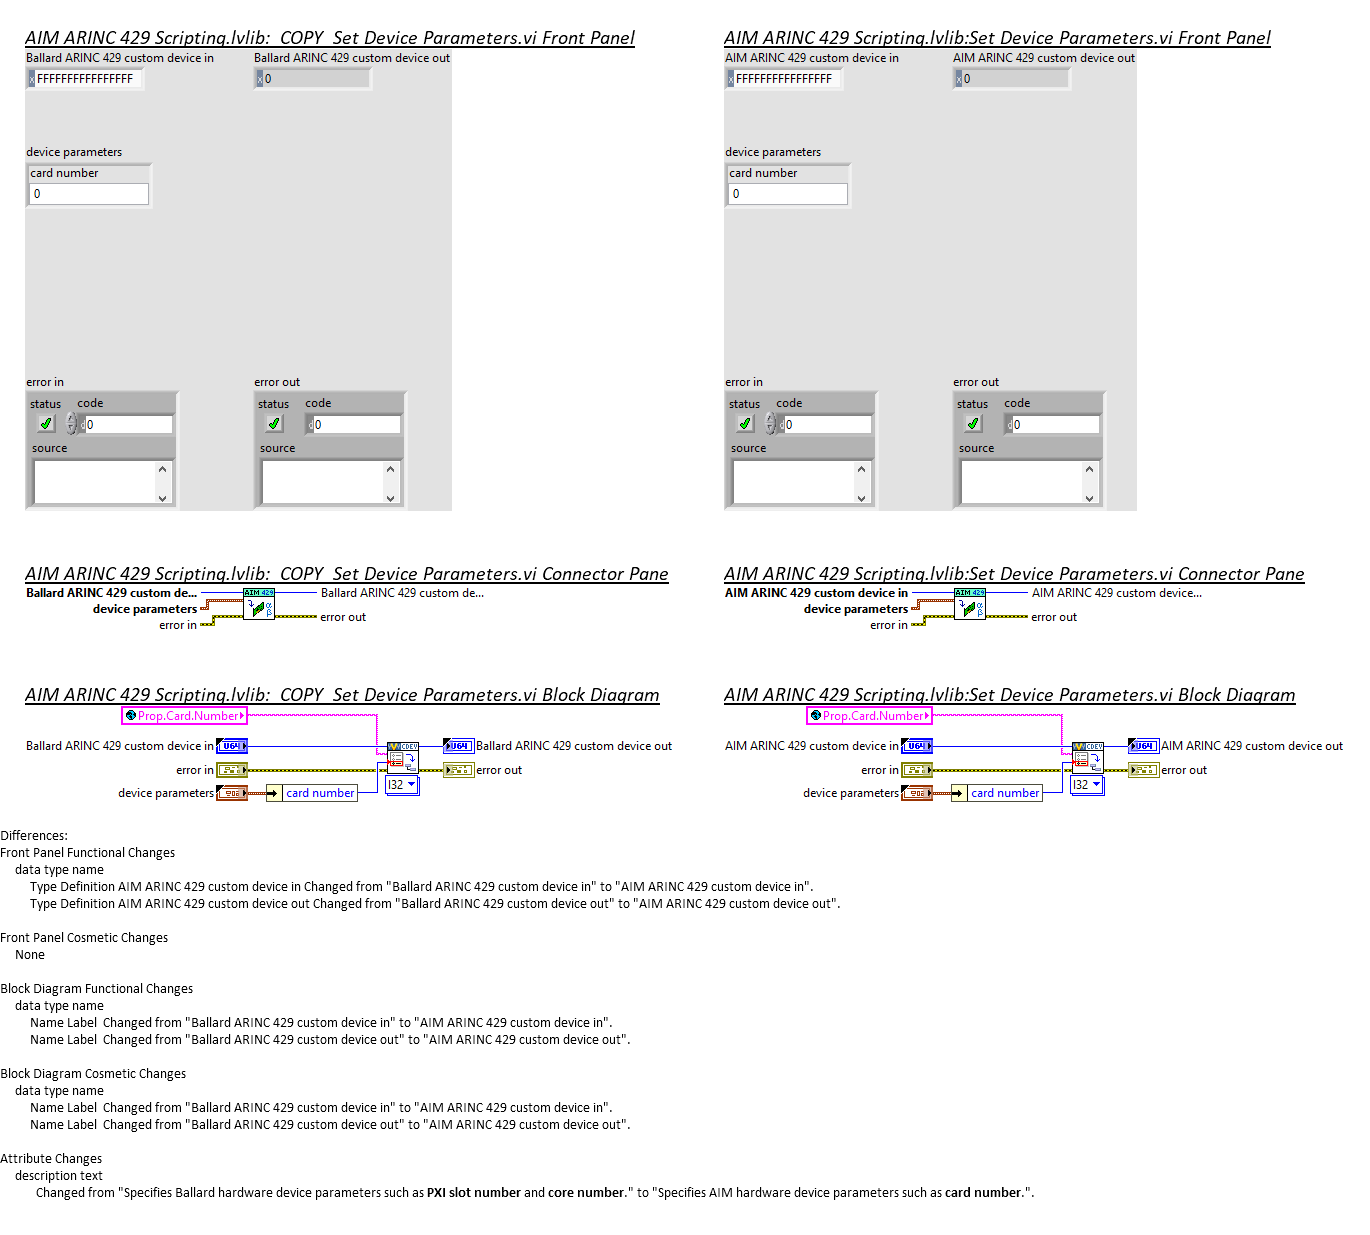 AIM ARINC 429 Scripting.lvlib:_COPY_Set Device Parameters.vi Front Panel
Ballard ARINC 429 custom device in
Ballard ARINC 429 custom device out
x FFFFFFFFFFFFFFFF
x 0
device parameters
card number
0
error in
error out
status code
status code
d 0
d 0
source
source
AIM ARINC 429 Scripting.lvlib:Set Device Parameters.vi Front Panel
AIM ARINC 429 custom device in
AIM ARINC 429 custom device out
x FFFFFFFFFFFFFFFF
x 0
device parameters
card number
0
error in
error out
status code
status code
d 0
d 0
source
source
AIM ARINC 429 Scripting.lvlib:_COPY_Set Device Parameters.vi Connector Pane
Ballard ARINC 429 custom de...
AIM 429
Ballard ARINC 429 custom de...
device parameters
α
β
error in
error out
AIM ARINC 429 Scripting.lvlib:Set Device Parameters.vi Connector Pane
AIM ARINC 429 custom device in
AIM 429
AIM ARINC 429 custom device...
device parameters
α
β
error in
error out
AIM ARINC 429 Scripting.lvlib:_COPY_Set Device Parameters.vi Block Diagram
Prop.Card.Number
Ballard ARINC 429 custom device in
U64
CDEV
U64
Ballard ARINC 429 custom device out
error in
error out
I32
device parameters
card number
AIM ARINC 429 Scripting.lvlib:Set Device Parameters.vi Block Diagram
Prop.Card.Number
AIM ARINC 429 custom device in
U64
CDEV
U64
AIM ARINC 429 custom device out
error in
error out
I32
device parameters
card number
Differences:
Front Panel Functional Changes
data type name
Type Definition AIM ARINC 429 custom device in Changed from "Ballard ARINC 429 custom device in" to "AIM ARINC 429 custom device in".
Type Definition AIM ARINC 429 custom device out Changed from "Ballard ARINC 429 custom device out" to "AIM ARINC 429 custom device out".
Front Panel Cosmetic Changes
None
Block Diagram Functional Changes
data type name
Name Label  Changed from "Ballard ARINC 429 custom device in" to "AIM ARINC 429 custom device in".
Name Label  Changed from "Ballard ARINC 429 custom device out" to "AIM ARINC 429 custom device out".
Block Diagram Cosmetic Changes
data type name
Name Label  Changed from "Ballard ARINC 429 custom device in" to "AIM ARINC 429 custom device in".
Name Label  Changed from "Ballard ARINC 429 custom device out" to "AIM ARINC 429 custom device out".
Attribute Changes
description text
Changed from "Specifies Ballard hardware device parameters such as PXI slot number and core number." to "Specifies AIM hardware device parameters such as card number.".